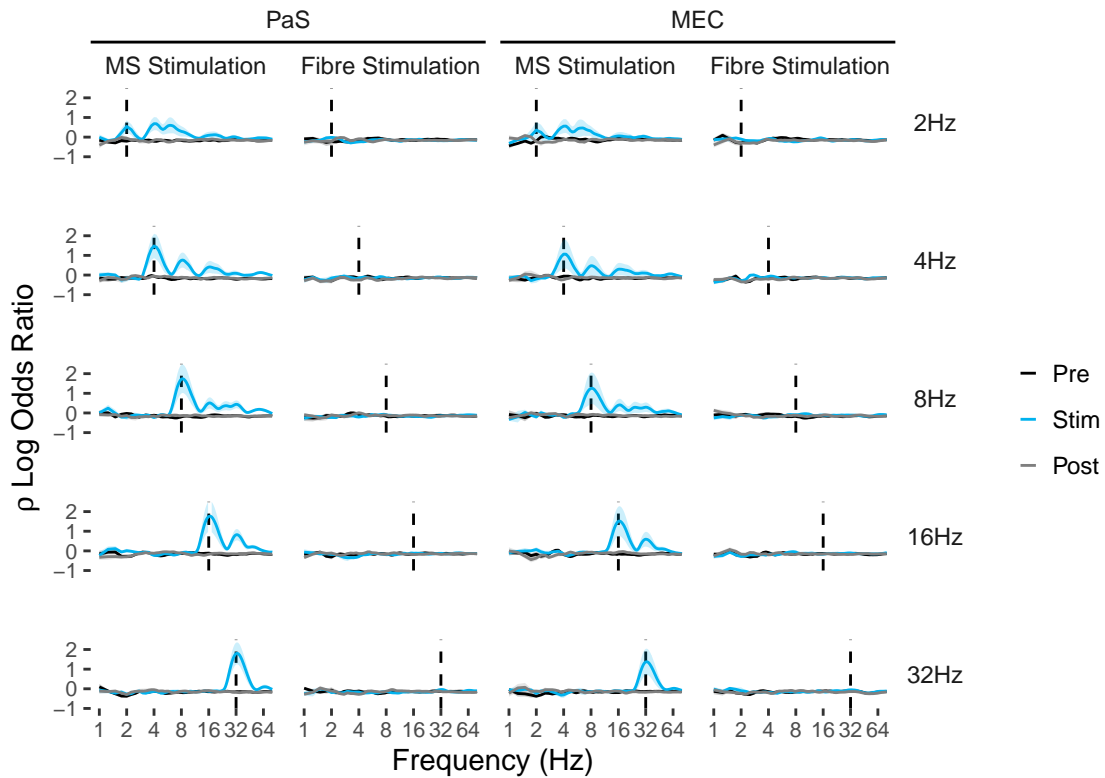 PaS MEC
MS Stimulation Fibre Stimulation MS Stimulation Fibre Stimulation
2
1
0
−1
2Hz
2
1
0
−1
4Hz
ρ Log Odds Ratio
2
1
0
−1
8Hz
Pre
Stim
Post
2
1
0
−1
16Hz
2
1
0
−1
32Hz
1 2 4 8 16 32 64 1 2 4 8 16 32 64 1 2 4 8 16 32 64 1 2 4 8 16 32 64
Frequency (Hz)